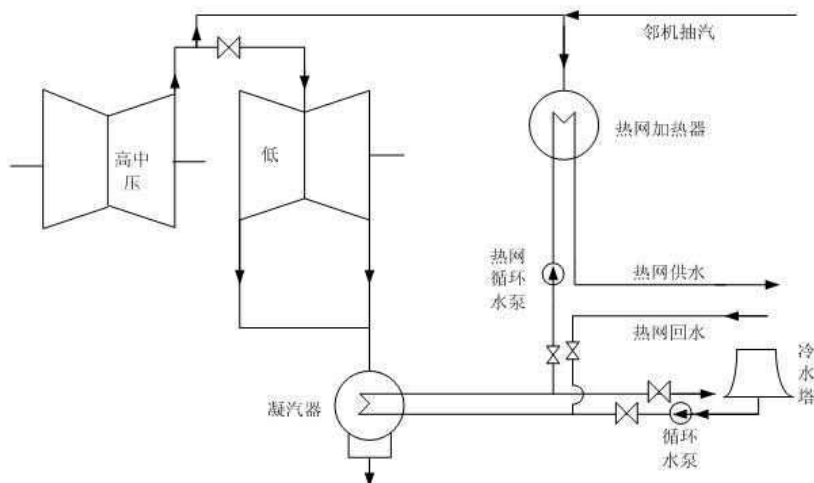 邻机抽汽
热网加热器
高中
压
低
热网
循环
水泵
热网供水
热网回水
冷
水
塔
凝汽器
循环
水泵